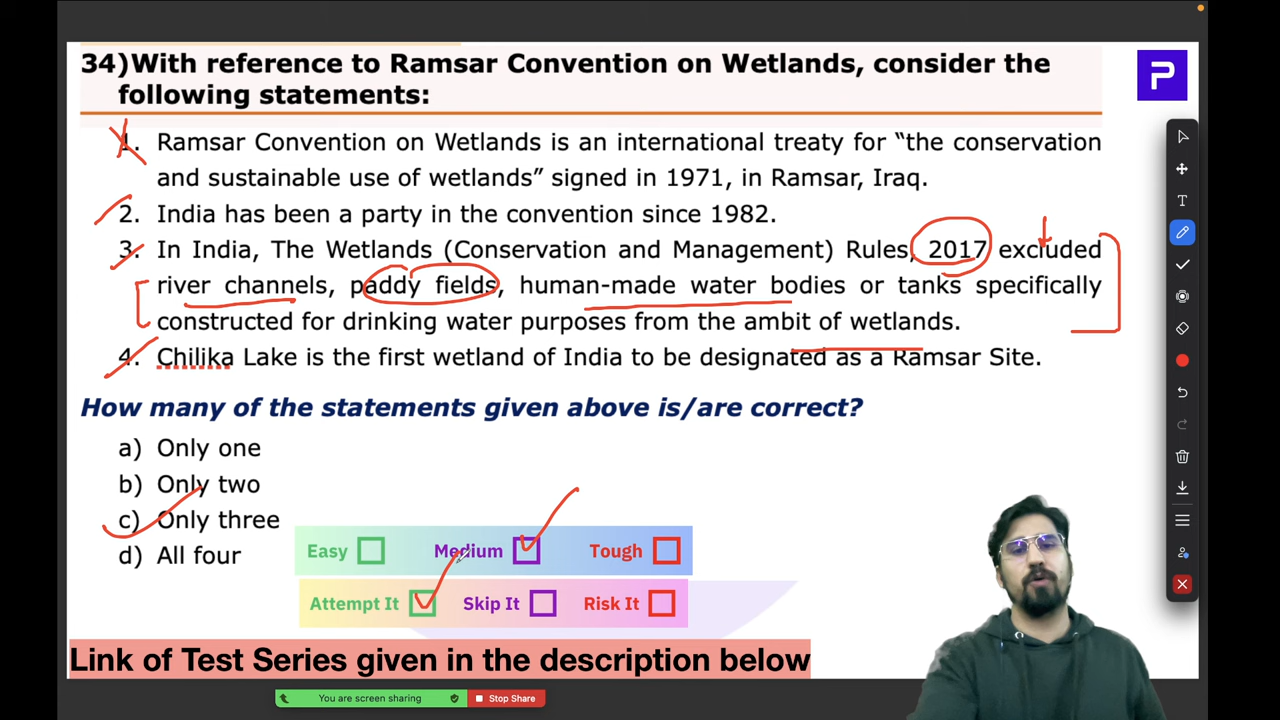 34)With reference to Ramsar Convention on Wetlands, consider the
following statements:
1. Ramsar Convention on Wetlands is an international treaty for “the conservation
and sustainable use of wetlands” signed in 1971, in Ramsar, Iraq.
2. India has been a party in the convention since 1982.
3. In India, The Wetlands (Conservation and Management) Rules, 2017 excluded
river channels, paddy fields, human-made water bodies or tanks specifically
constructed for drinking water purposes from the ambit of wetlands.
4. Chilika Lake is the first wetland of India to be designated as a Ramsar Site.
How many of the statements given above is/are correct?
a) Only one
b) Only two
c) Only three
d) All four
Easy Medium Tough
Attempt It Skip It Risk It
Link of Test Series given in the description below
You are screen sharing Stop Share
P
T